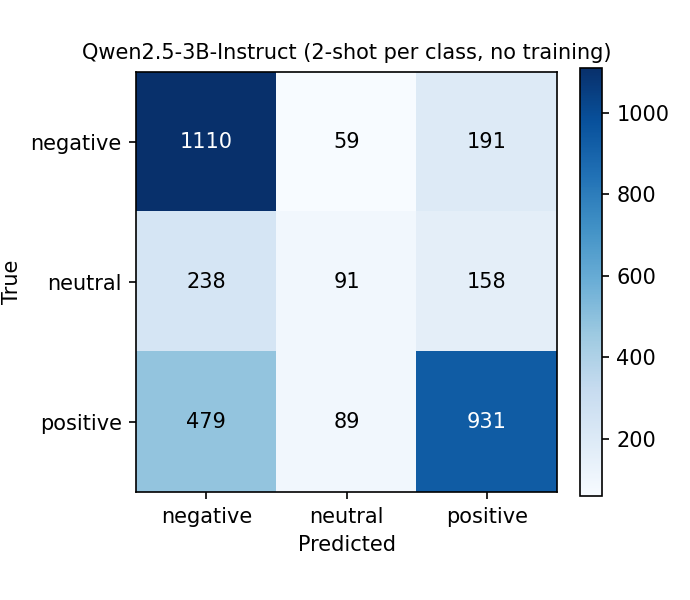 Qwen2.5-3B-Instruct (2-shot per class, no training)
negative 1110 59 191
neutral 238 91 158
positive 479 89 931
negative neutral positive
Predicted
True
1000
800
600
400
200